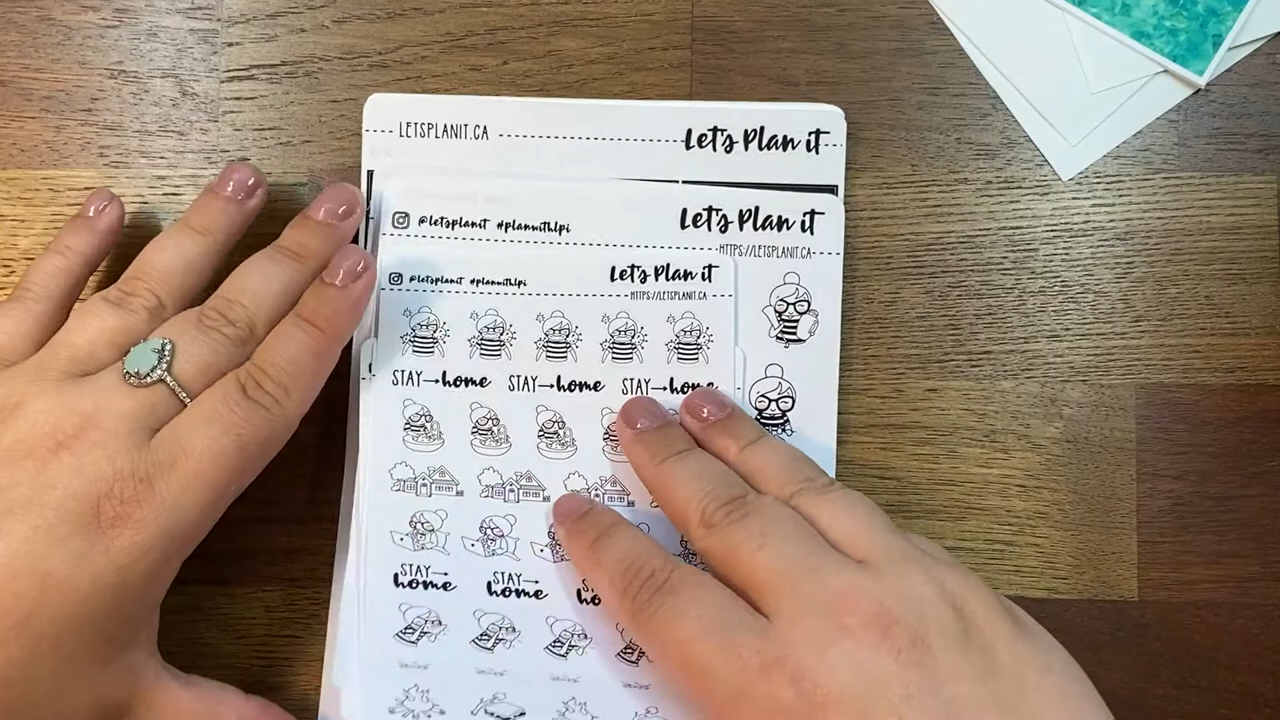 LETSPLANIT.CA Let's Plan it
@letsplanit #planwithlpi Let's Plan it
HTTPS://LETSPLANIT.CA
@letsplanit #planwithlpi Let's Plan it
HTTPS://LETSPLANIT.CA
STAY→home STAY→home STAY→home
STAY→ STAY→
home home